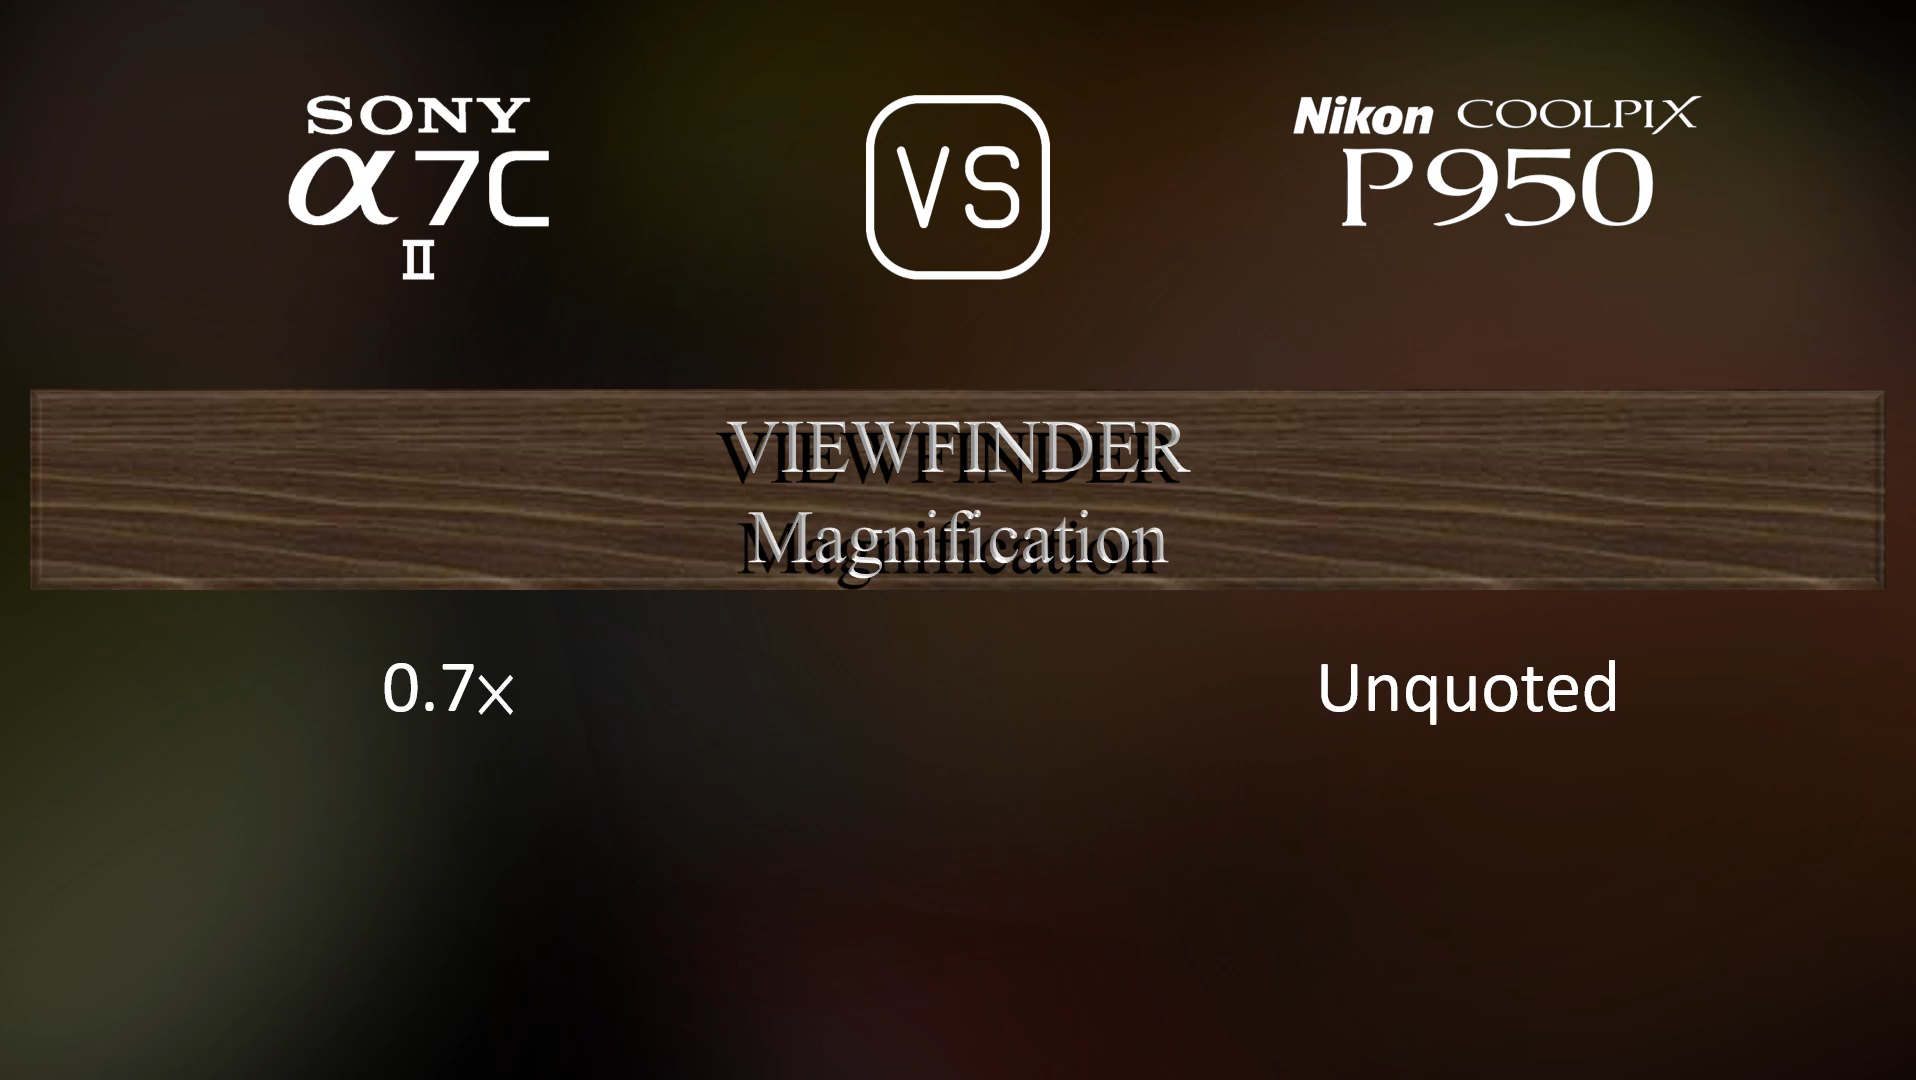 SONY
α7C
II
VS
Nikon COOLPIX
P950
VIEWFINDER
Magnification
0.7x
Unquoted